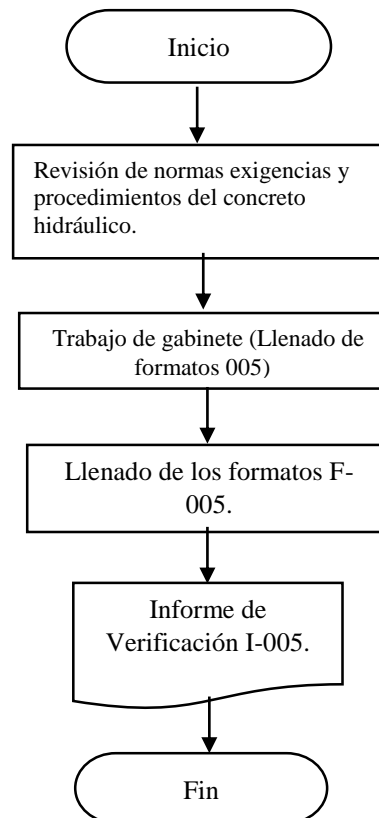 Inicio
Revisión de normas exigencias y
procedimientos del concreto
hidráulico.
Trabajo de gabinete (Llenado de
formatos 005)
Llenado de los formatos F-
005.
Informe de
Verificación I-005.
Fin